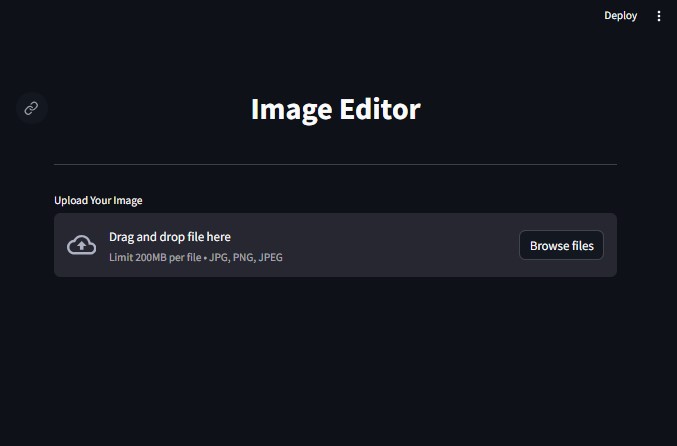 Deploy
Image Editor
Upload Your Image
Drag and drop file here
Limit 200MB per file • JPG, PNG, JPEG
Browse files